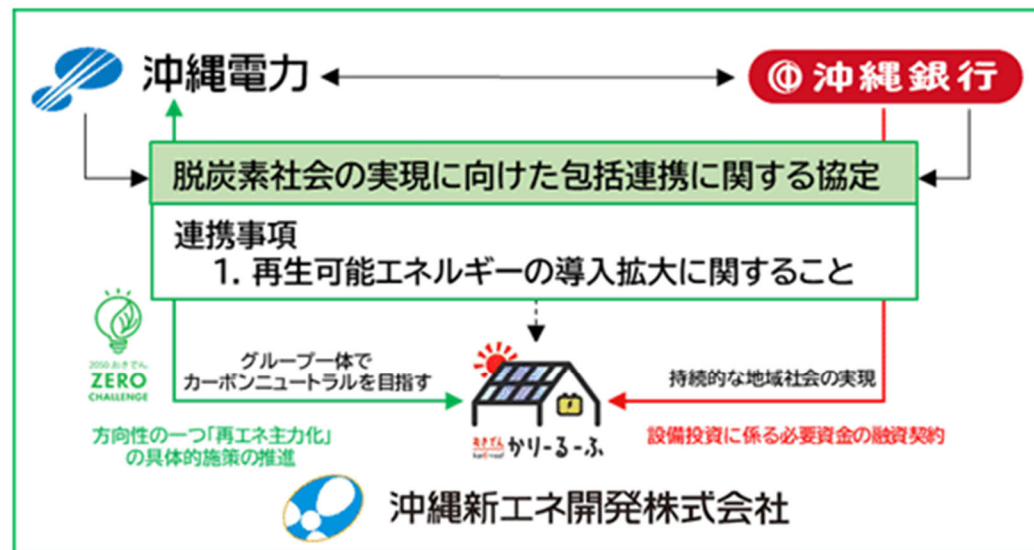 沖縄電力
沖縄銀行
脱炭素社会の実現に向けた包括連携に関する協定
連携事項
1. 再生可能エネルギーの導入拡大に関すること
2050 おきでん
ZERO
CHALLENGE
グループ一体で
カーボンニュートラルを目指す
持続的な地域社会の実現
方向性の一つ「再エネ主力化」
の具体的施策の推進
おきでん
かりーるーふ
設備投資に係る必要資金の融資契約
沖縄新エネ開発株式会社